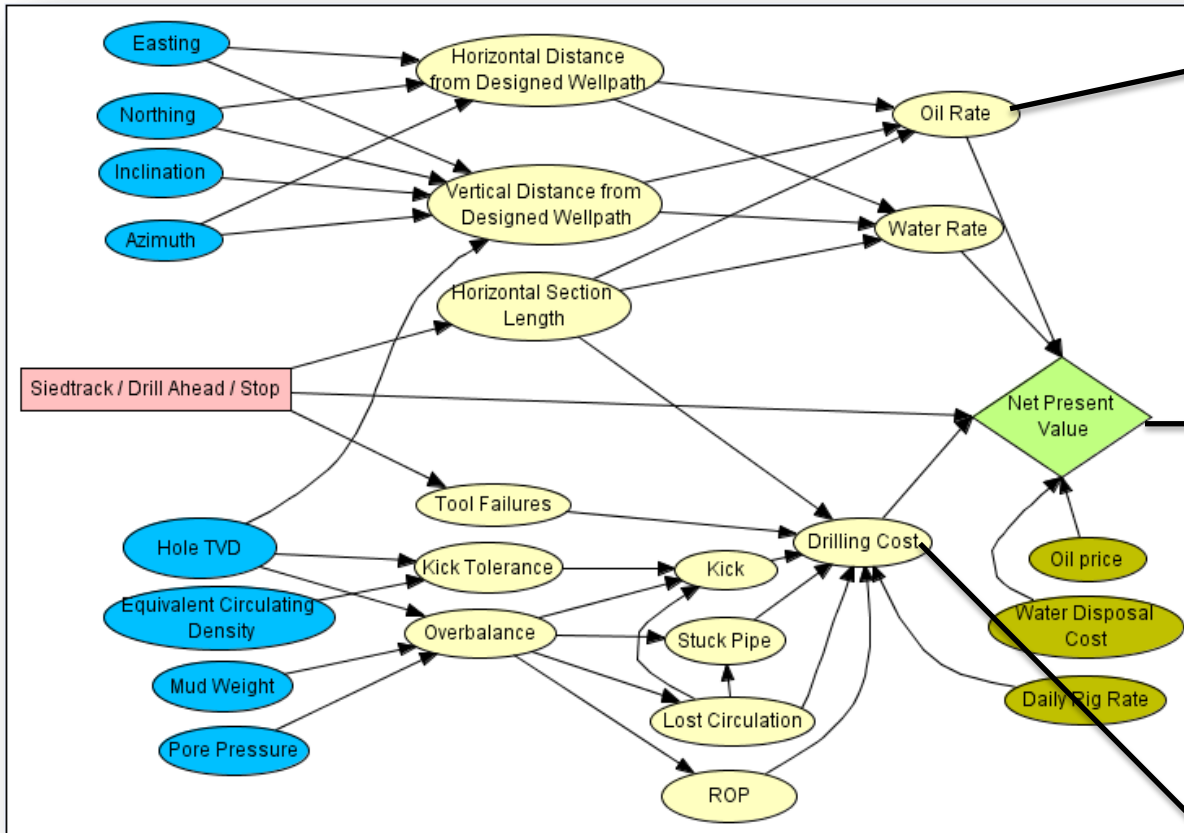 Easting
Horizontal Distance
from Designed Wellpath
Northing
Oil Rate
Inclination
Vertical Distance from
Designed Wellpath
Azimuth
Water Rate
Horizontal Section
Length
Siedtrack / Drill Ahead / Stop
Net Present
Value
Tool Failures
Hole TVD
Drilling Cost
Kick Tolerance
Kick
Oil price
Equivalent Circulating
Density
Water Disposal
Cost
Overbalance
Stuck Pipe
Mud Weight
Daily Rig Rate
Lost Circulation
Pore Pressure
ROP